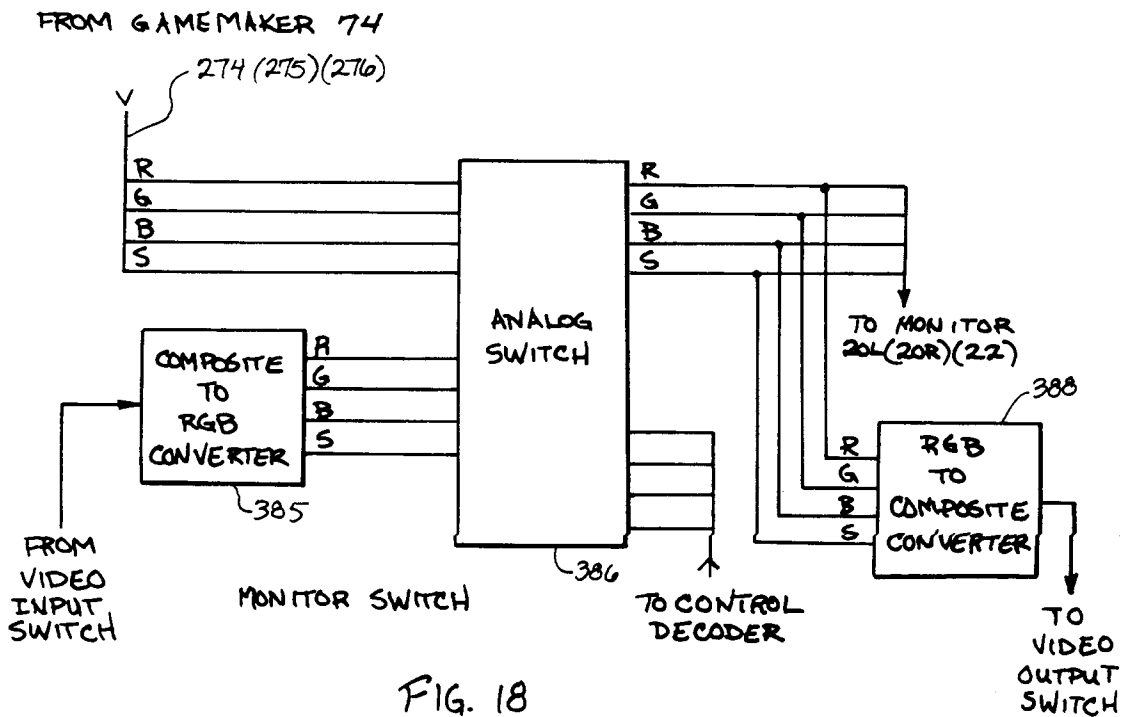 FROM GAMEMAKER 74
274 (275)(276)
R
G
B
S
R
G
B
S
ANALOG
SWITCH
TO MONITOR
20L(20R)(22)
COMPOSITE
TO
RGB
CONVERTER
R
G
B
S
385
388
R
G
B
S
RGB
TO
COMPOSITE
CONVERTER
FROM
VIDEO
INPUT
SWITCH
386
MONITOR SWITCH
TO CONTROL
DECODER
TO
VIDEO
OUTPUT
SWITCH
FIG. 18